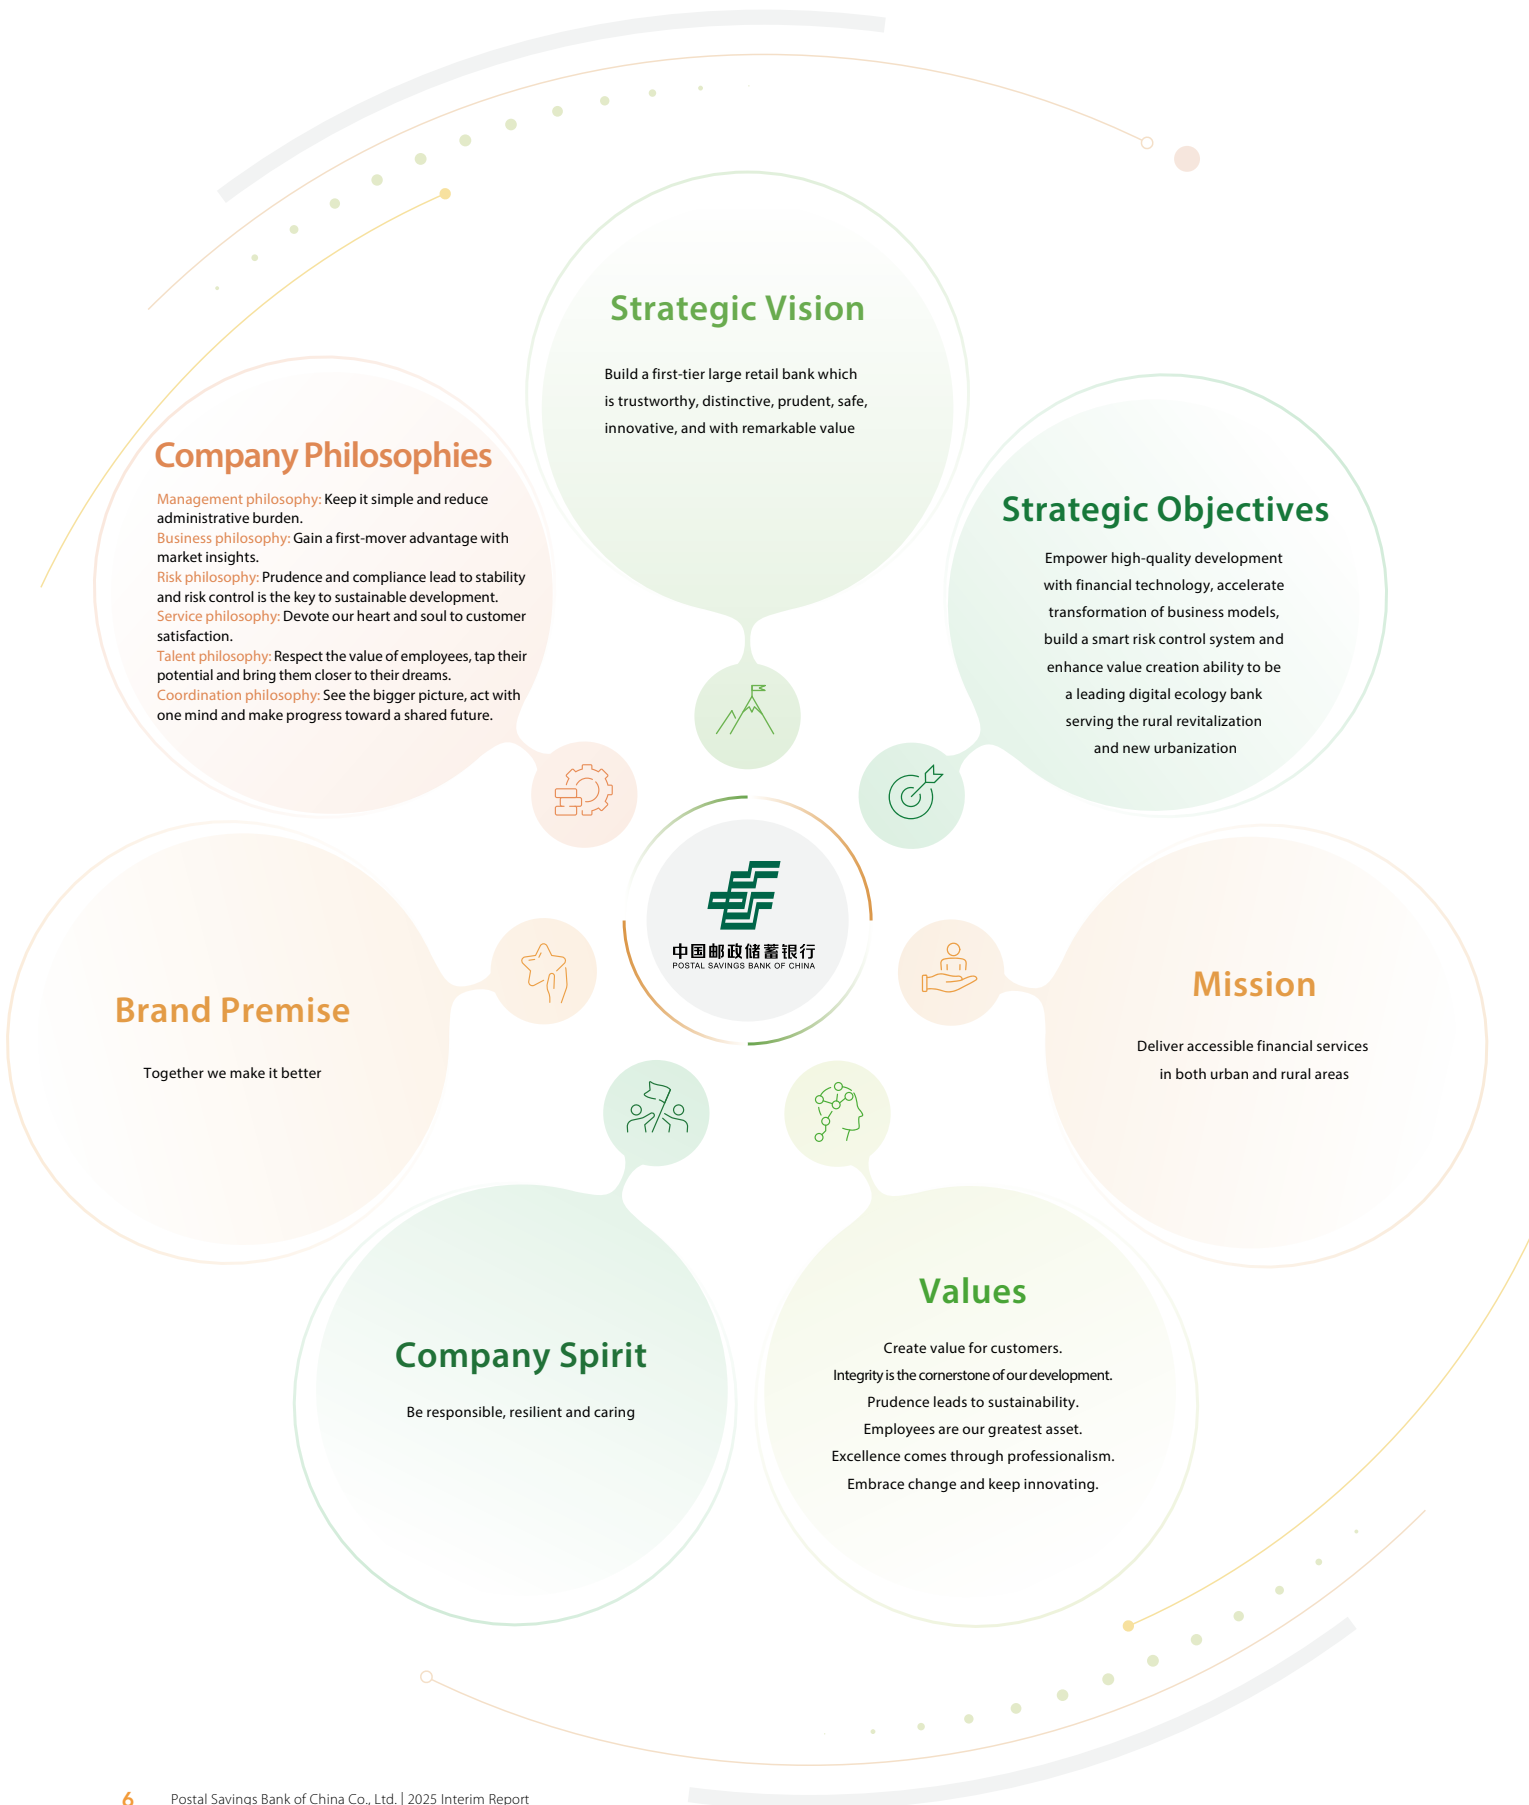 Strategic Vision
Build a first-tier large retail bank which
is trustworthy, distinctive, prudent, safe,
innovative, and with remarkable value
Company Philosophies
Management philosophy: Keep it simple and reduce
administrative burden.
Business philosophy: Gain a first-mover advantage with
market insights.
Risk philosophy: Prudence and compliance lead to stability
and risk control is the key to sustainable development.
Service philosophy: Devote our heart and soul to customer
satisfaction.
Talent philosophy: Respect the value of employees, tap their
potential and bring them closer to their dreams.
Coordination philosophy: See the bigger picture, act with
one mind and make progress toward a shared future.
Strategic Objectives
Empower high-quality development
with financial technology, accelerate
transformation of business models,
build a smart risk control system and
enhance value creation ability to be
a leading digital ecology bank
serving the rural revitalization
and new urbanization
中国邮政储蓄银行
POSTAL SAVINGS BANK OF CHINA
Brand Premise
Together we make it better
Mission
Deliver accessible financial services
in both urban and rural areas
Company Spirit
Be responsible, resilient and caring
Values
Create value for customers.
Integrity is the cornerstone of our development.
Prudence leads to sustainability.
Employees are our greatest asset.
Excellence comes through professionalism.
Embrace change and keep innovating.
6 Postal Savings Bank of China Co., Ltd. | 2025 Interim Report